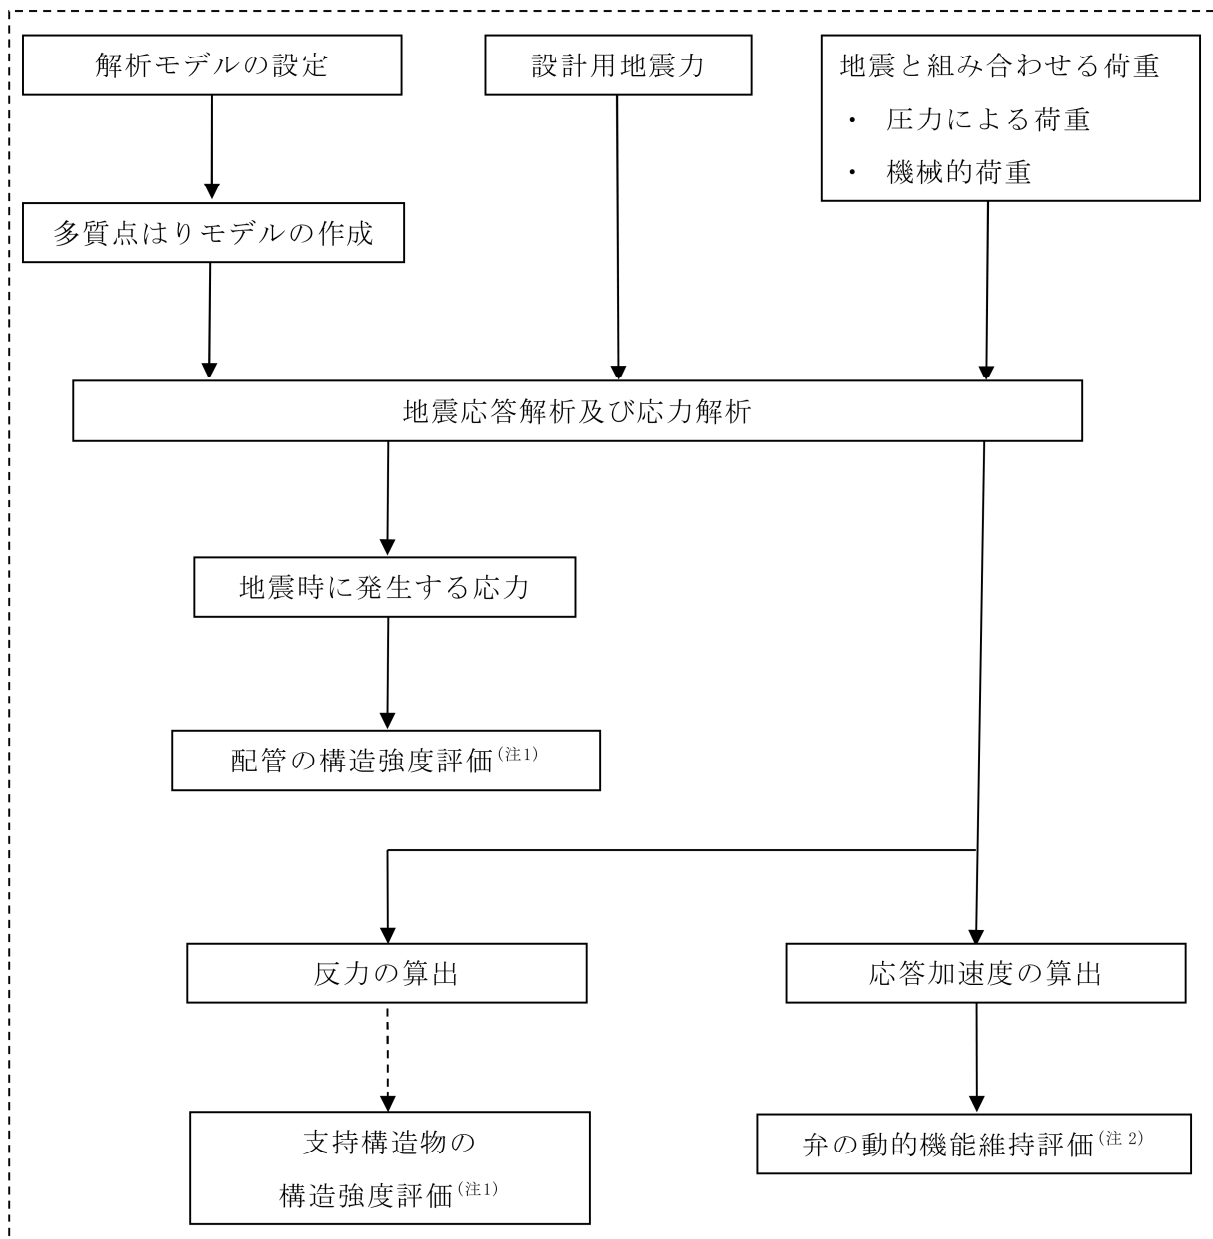 解析モデルの設定
設計用地震力
地震と組み合わせる荷重
・ 圧力による荷重
・ 機械的荷重
多質点はりモデルの作成
地震応答解析及び応力解析
地震時に発生する応力
配管の構造強度評価(注1)
反力の算出
応答加速度の算出
支持構造物の
構造強度評価(注1)
弁の動的機能維持評価(注 2)